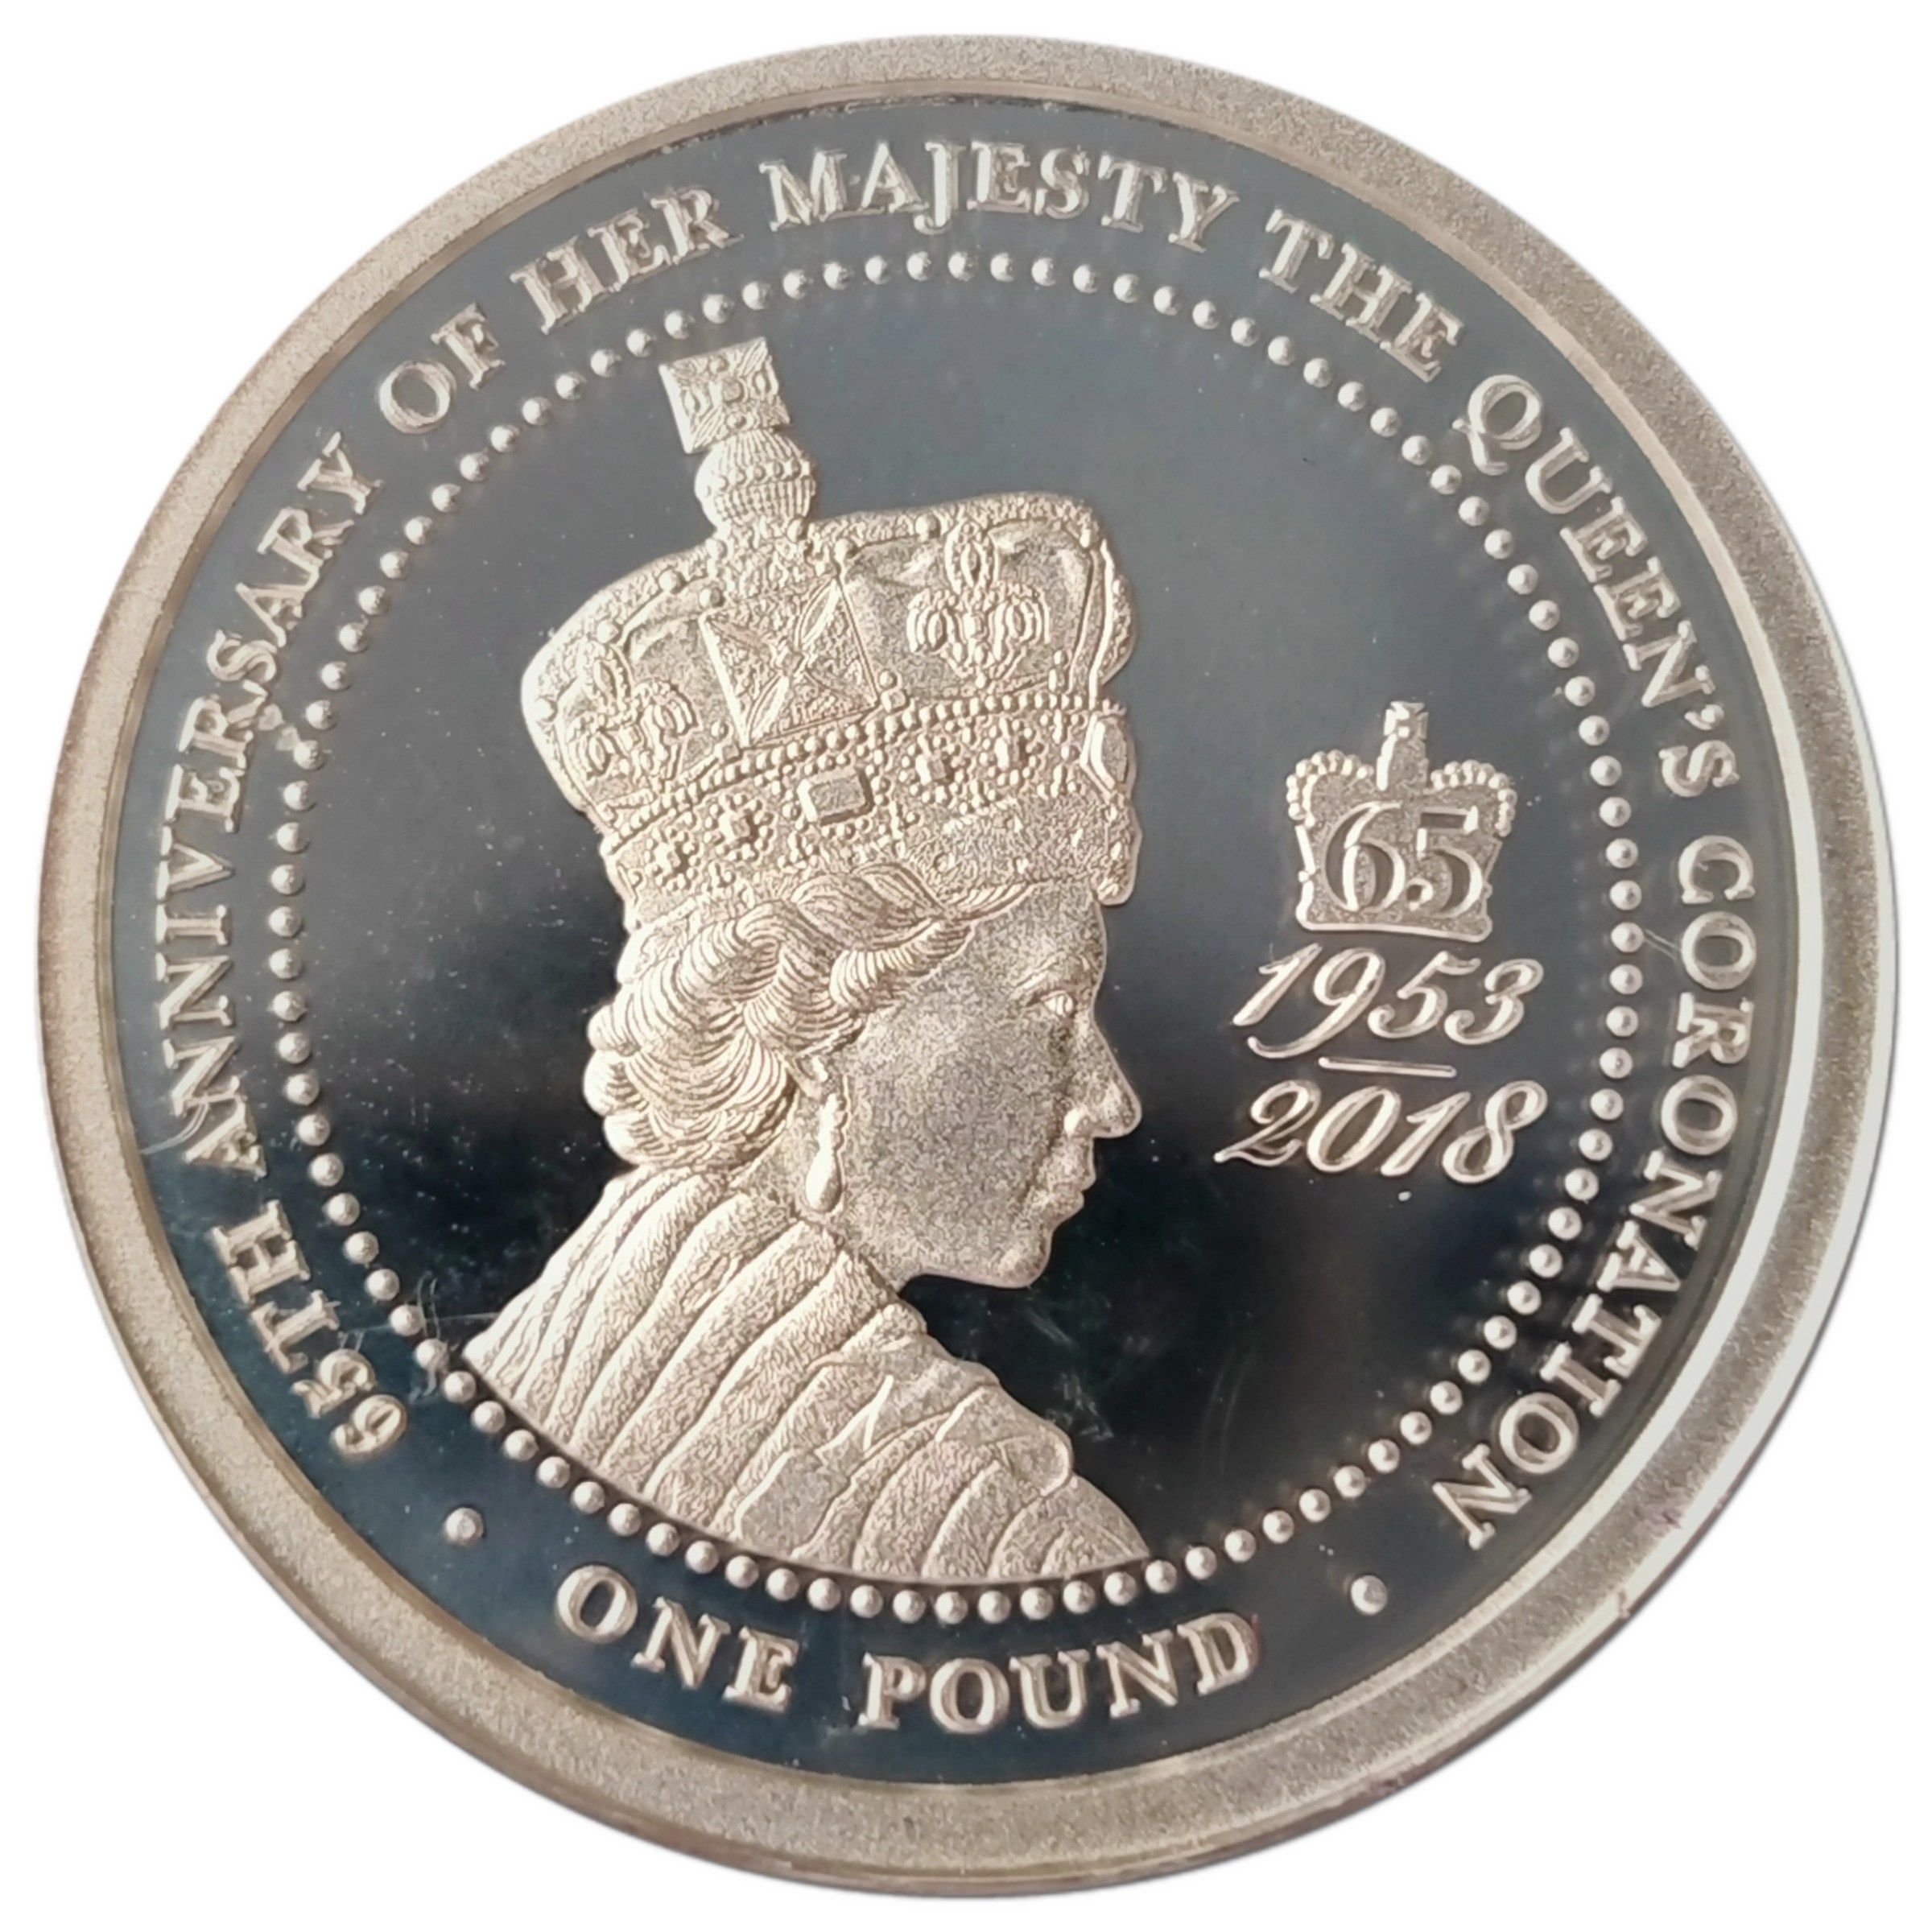 65TH ANNIVERSARY OF HER MAJESTY THE QUEEN'S CORONATION
65
1953
2018
· ONE POUND ·